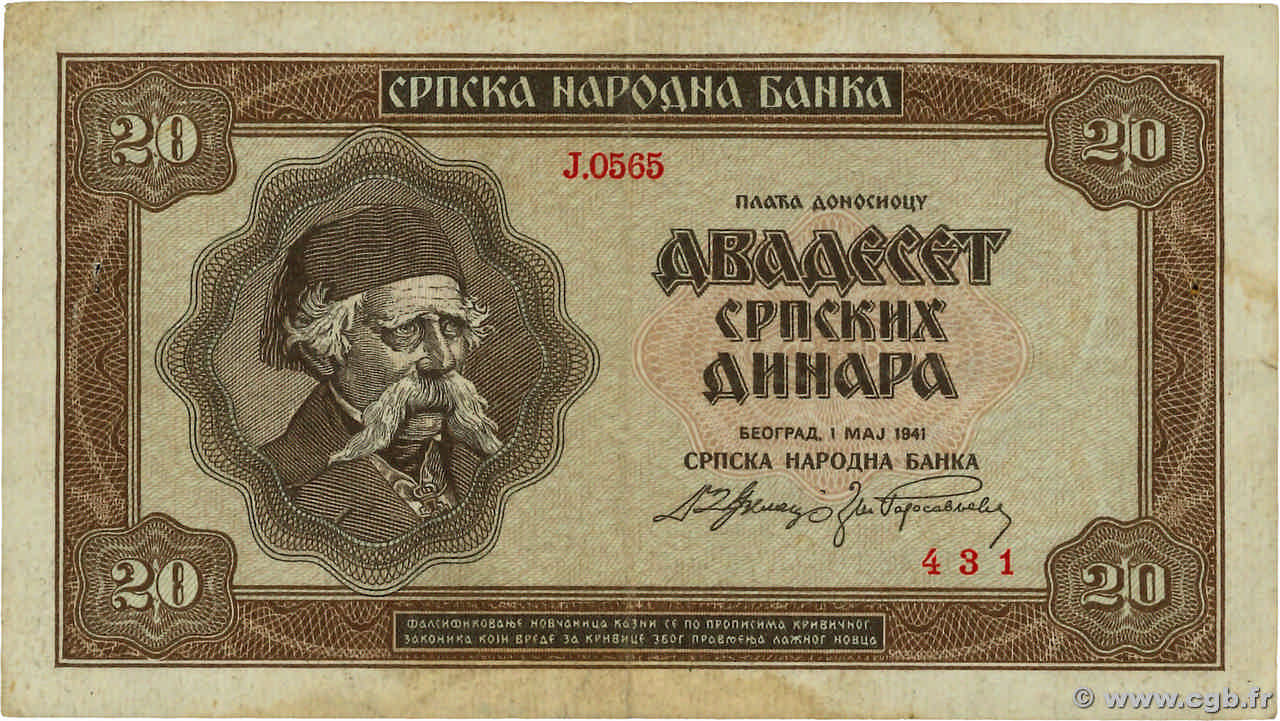 СРПСКА НАРОДНА БАНКА
20
20
J.0565
ПЛАЋА ДОНОСИОЦУ
ДВАДЕСЕТ
СРПСКИХ
ДИНАРА
БЕОГРАД, 1 МАЈ 1941
СРПСКА НАРОДНА БАНКА
431
20
20
ФАЛСИФИКОВАЊЕ НОВЧАНИЦА КАЗНИ СЕ ПО ПРОПИСИМА КРИВИЧНОГ
ЗАКОНИКА КОЈИ ВРЕДЕ ЗА КРИВИЦЕ ЗБОГ ПРАВЉЕЊА ЛАЖНОГ НОВЦА
© www.cgb.fr